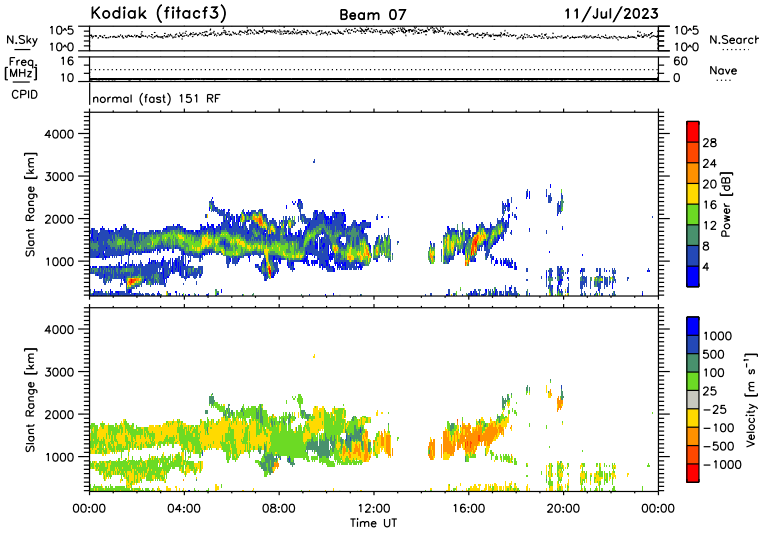 Kodiak (fitacf3) Beam 07 11/Jul/2023
N.Sky 10^5 10^0 10^5 10^0 N.Search
Freq. [MHz] 16 10 60 0 Nave
CPID normal (fast) 151 RF
Slant Range [km] 4000 3000 2000 1000
28 24 20 16 12 8 4 Power [dB]
Slant Range [km] 4000 3000 2000 1000
1000 500 100 25 −25 −100 −500 −1000 Velocity [m s⁻¹]
00:00 04:00 08:00 12:00 16:00 20:00 00:00
Time UT